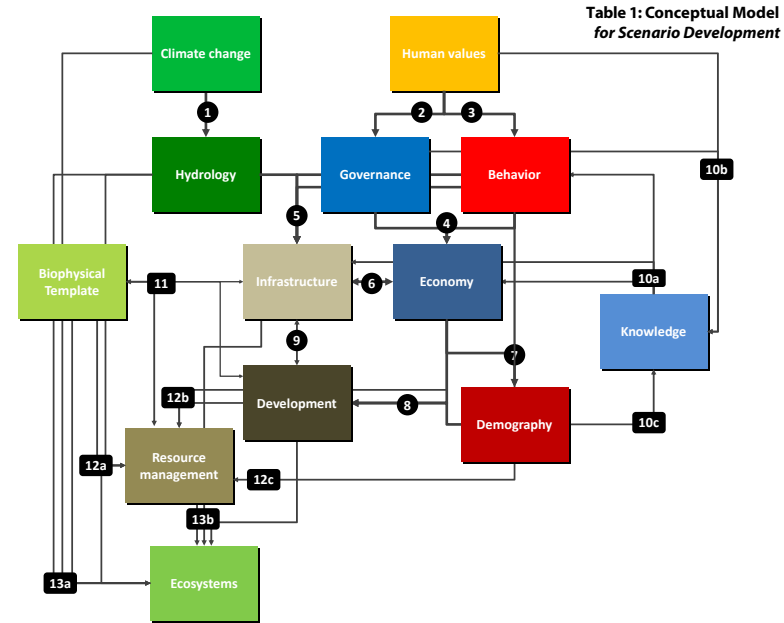 Table 1: Conceptual Model
for Scenario Development
Climate change
Human values
1
2
3
10b
Hydrology
Governance
Behavior
5
4
Biophysical
Template
11
Infrastructure
6
Economy
10a
Knowledge
9
7
12b
Development
8
Demography
10c
Resource
management
12a
12c
13b
13a
Ecosystems